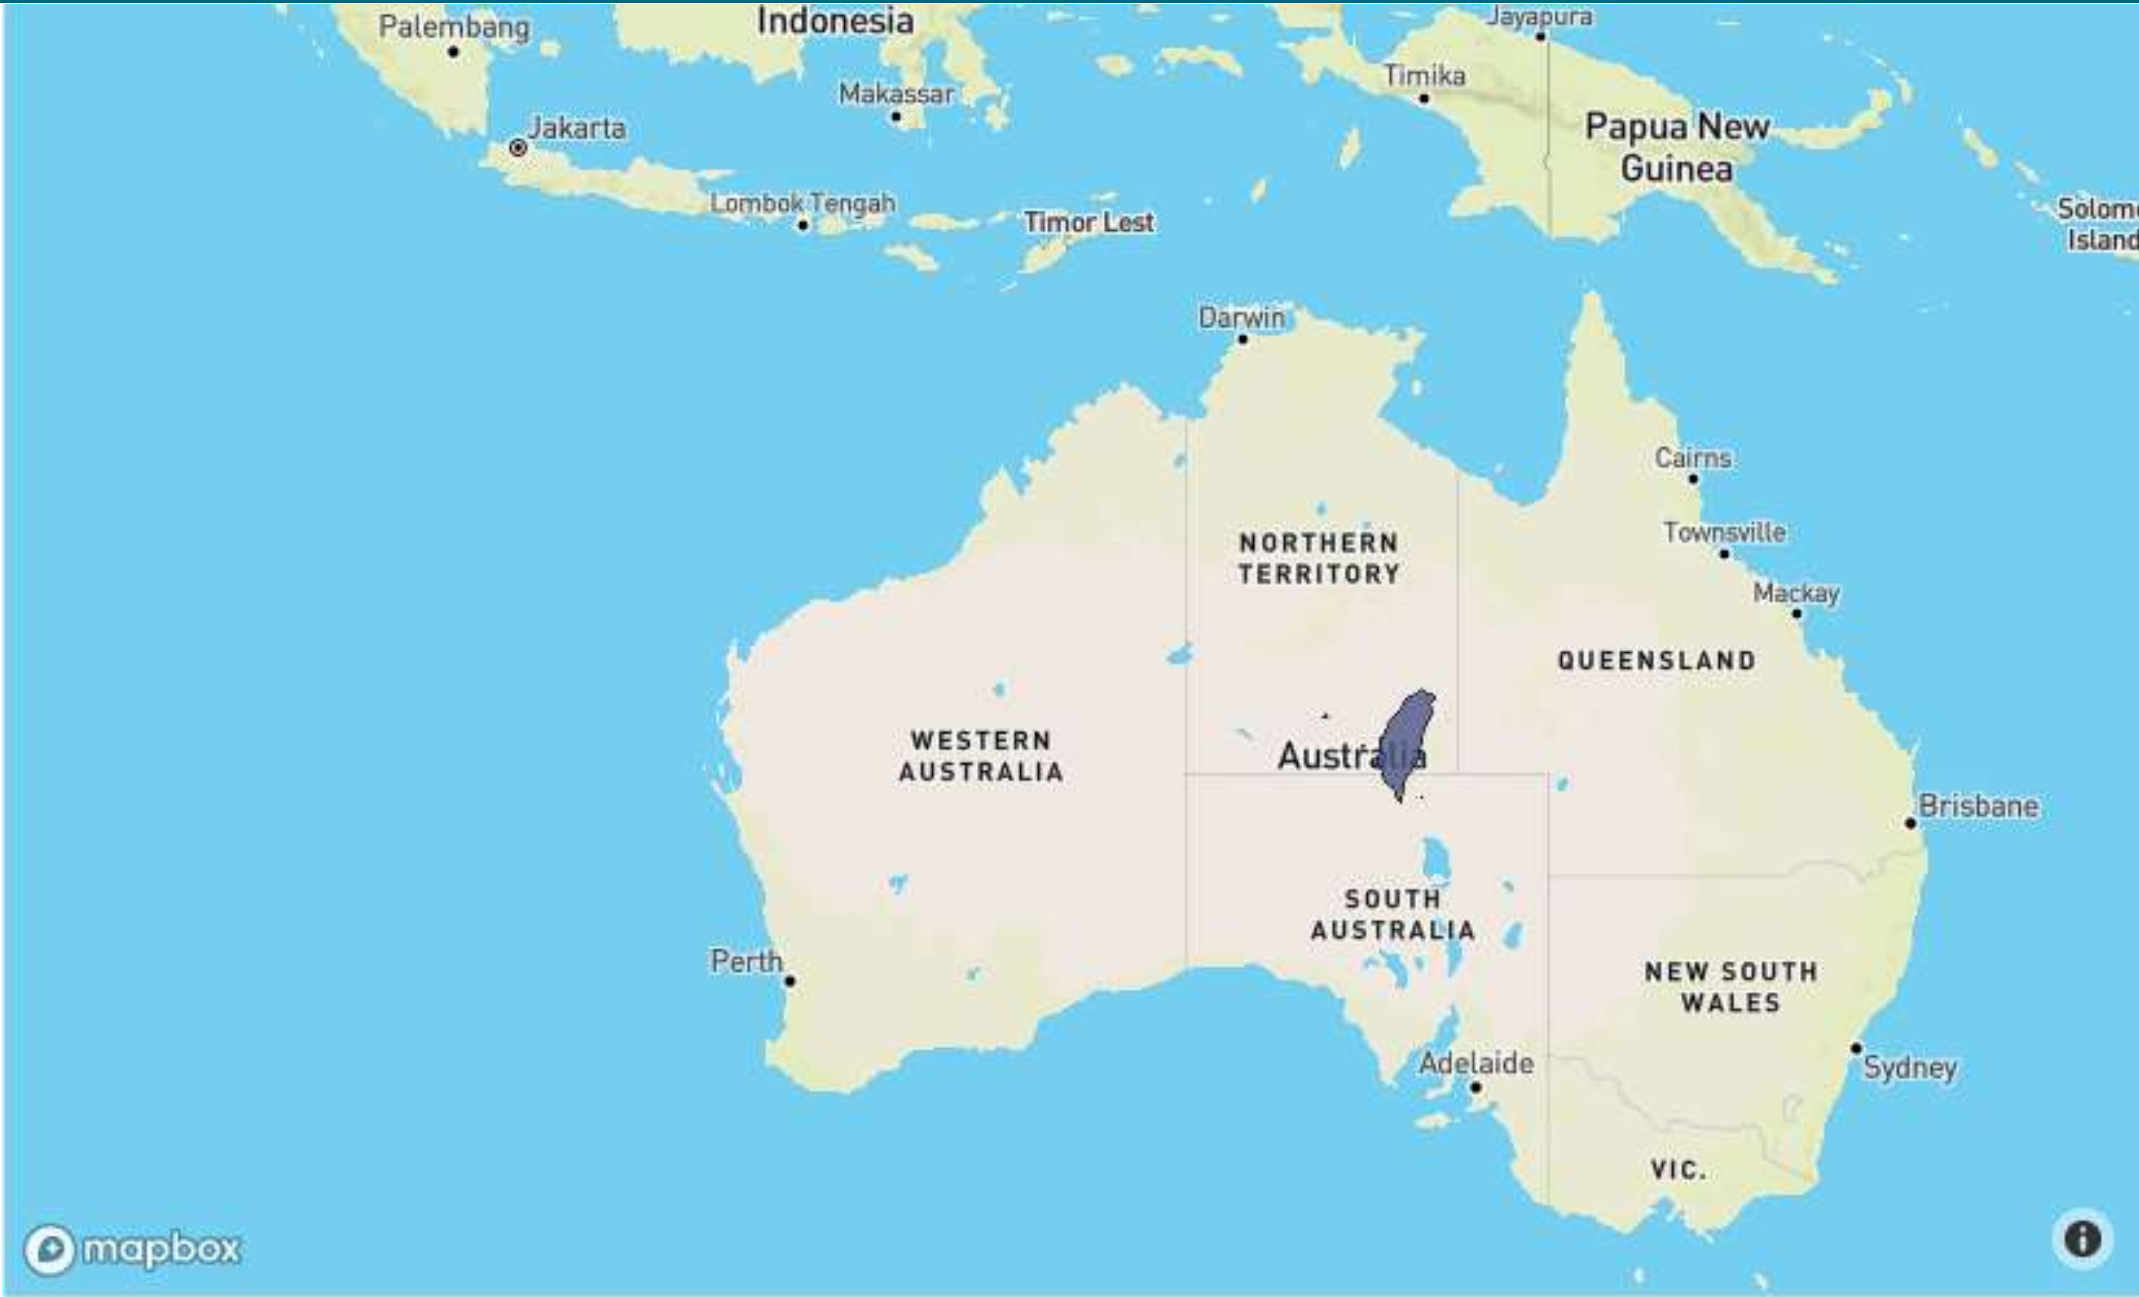 Palembang
Indonesia
Jayapura
Timika
Makassar
Jakarta
Papua New
Guinea
Lombok Tengah
Timor Lest
Solom
Island
Darwin
Cairns
Townsville
NORTHERN
TERRITORY
Mackay
QUEENSLAND
WESTERN
AUSTRALIA
Australia
Brisbane
SOUTH
AUSTRALIA
Perth
NEW SOUTH
WALES
Adelaide
Sydney
VIC.
mapbox
i